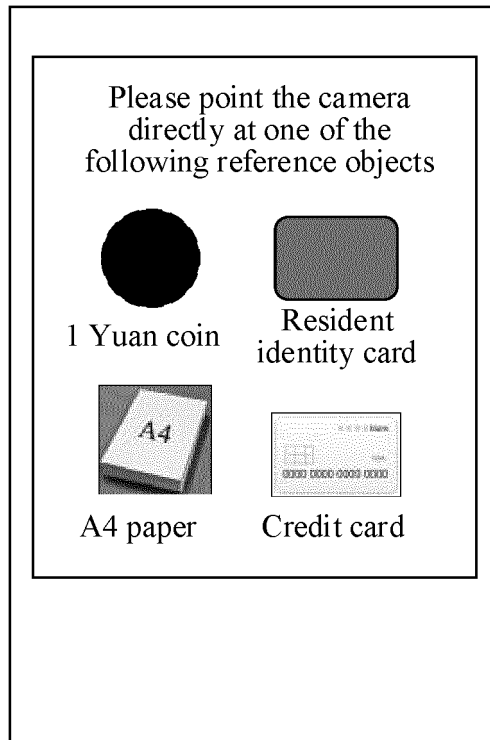 Please point the camera
directly at one of the
following reference objects
1 Yuan coin
Resident
identity card
A4
A4 paper
Credit card